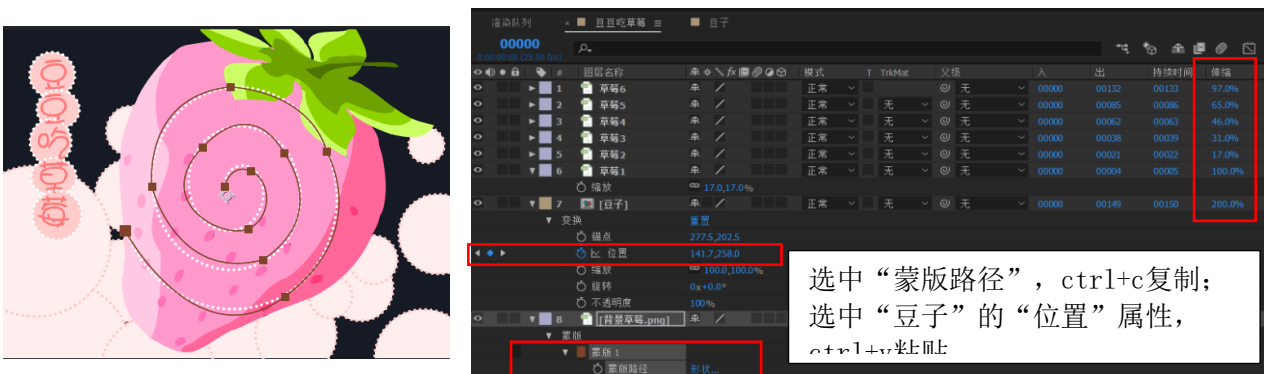 渲染队列
× 豆豆吃草莓 ≡
豆子
00000
0:00:00:00 (25.00 fps)
# 图层名称 模式 T TrkMat 父级 入 出 持续时间 伸缩
1 草莓6 正常 无 00000 00132 00133 97.0%
2 草莓5 正常 无 无 00000 00085 00086 65.0%
3 草莓4 正常 无 无 00000 00062 00063 46.0%
4 草莓3 正常 无 无 00000 00038 00039 31.0%
5 草莓2 正常 无 无 00000 00021 00022 17.0%
6 草莓1 正常 无 无 00000 00004 00005 100.0%
缩放 17.0,17.0%
7 [豆子] 正常 无 无 00000 00149 00150 200.0%
变换 重置
锚点 277.5,202.5
位置 141.7,258.0
缩放 100.0,100.0%
旋转 0x+0.0°
不透明度 100%
8 [背景草莓.png]
蒙版
蒙版 1
蒙版路径 形状...
选中“蒙版路径”，ctrl+c复制；
选中“豆子”的“位置”属性，
ctrl+v粘贴